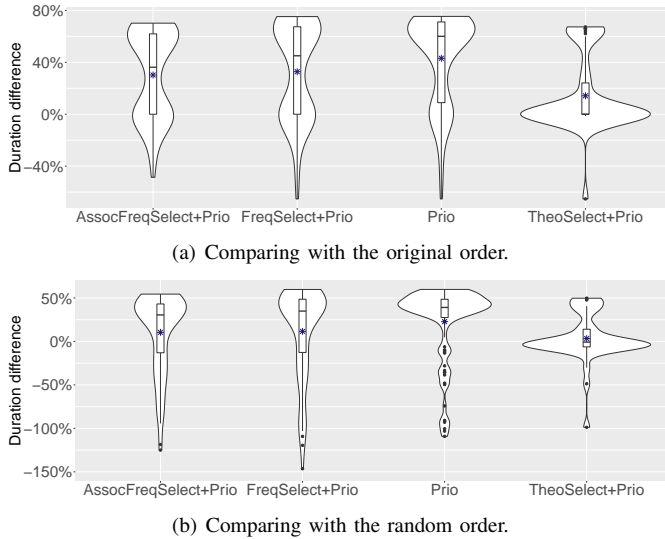 80%
40%
0%
−40%
Duration difference
AssocFreqSelect+Prio FreqSelect+Prio Prio TheoSelect+Prio
(a) Comparing with the original order.
50%
0%
−50%
−100%
−150%
Duration difference
AssocFreqSelect+Prio FreqSelect+Prio Prio TheoSelect+Prio
(b) Comparing with the random order.